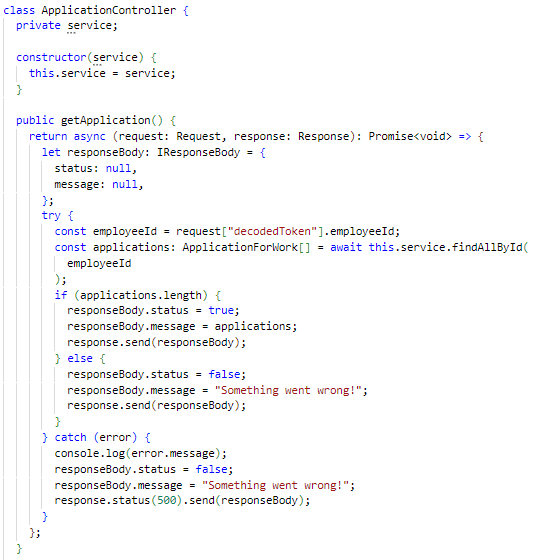 class ApplicationController {
  private service;

  constructor(service) {
    this.service = service;
  }

  public getApplication() {
    return async (request: Request, response: Response): Promise<void> => {
      let responseBody: IResponseBody = {
        status: null,
        message: null,
      };
      try {
        const employeeId = request["decodedToken"].employeeId;
        const applications: ApplicationForWork[] = await this.service.findAllById(
          employeeId
        );
        if (applications.length) {
          responseBody.status = true;
          responseBody.message = applications;
          response.send(responseBody);
        } else {
          responseBody.status = false;
          responseBody.message = "Something went wrong!";
          response.send(responseBody);
        }
      } catch (error) {
        console.log(error.message);
        responseBody.status = false;
        responseBody.message = "Something went wrong!";
        response.status(500).send(responseBody);
      }
    };
  }